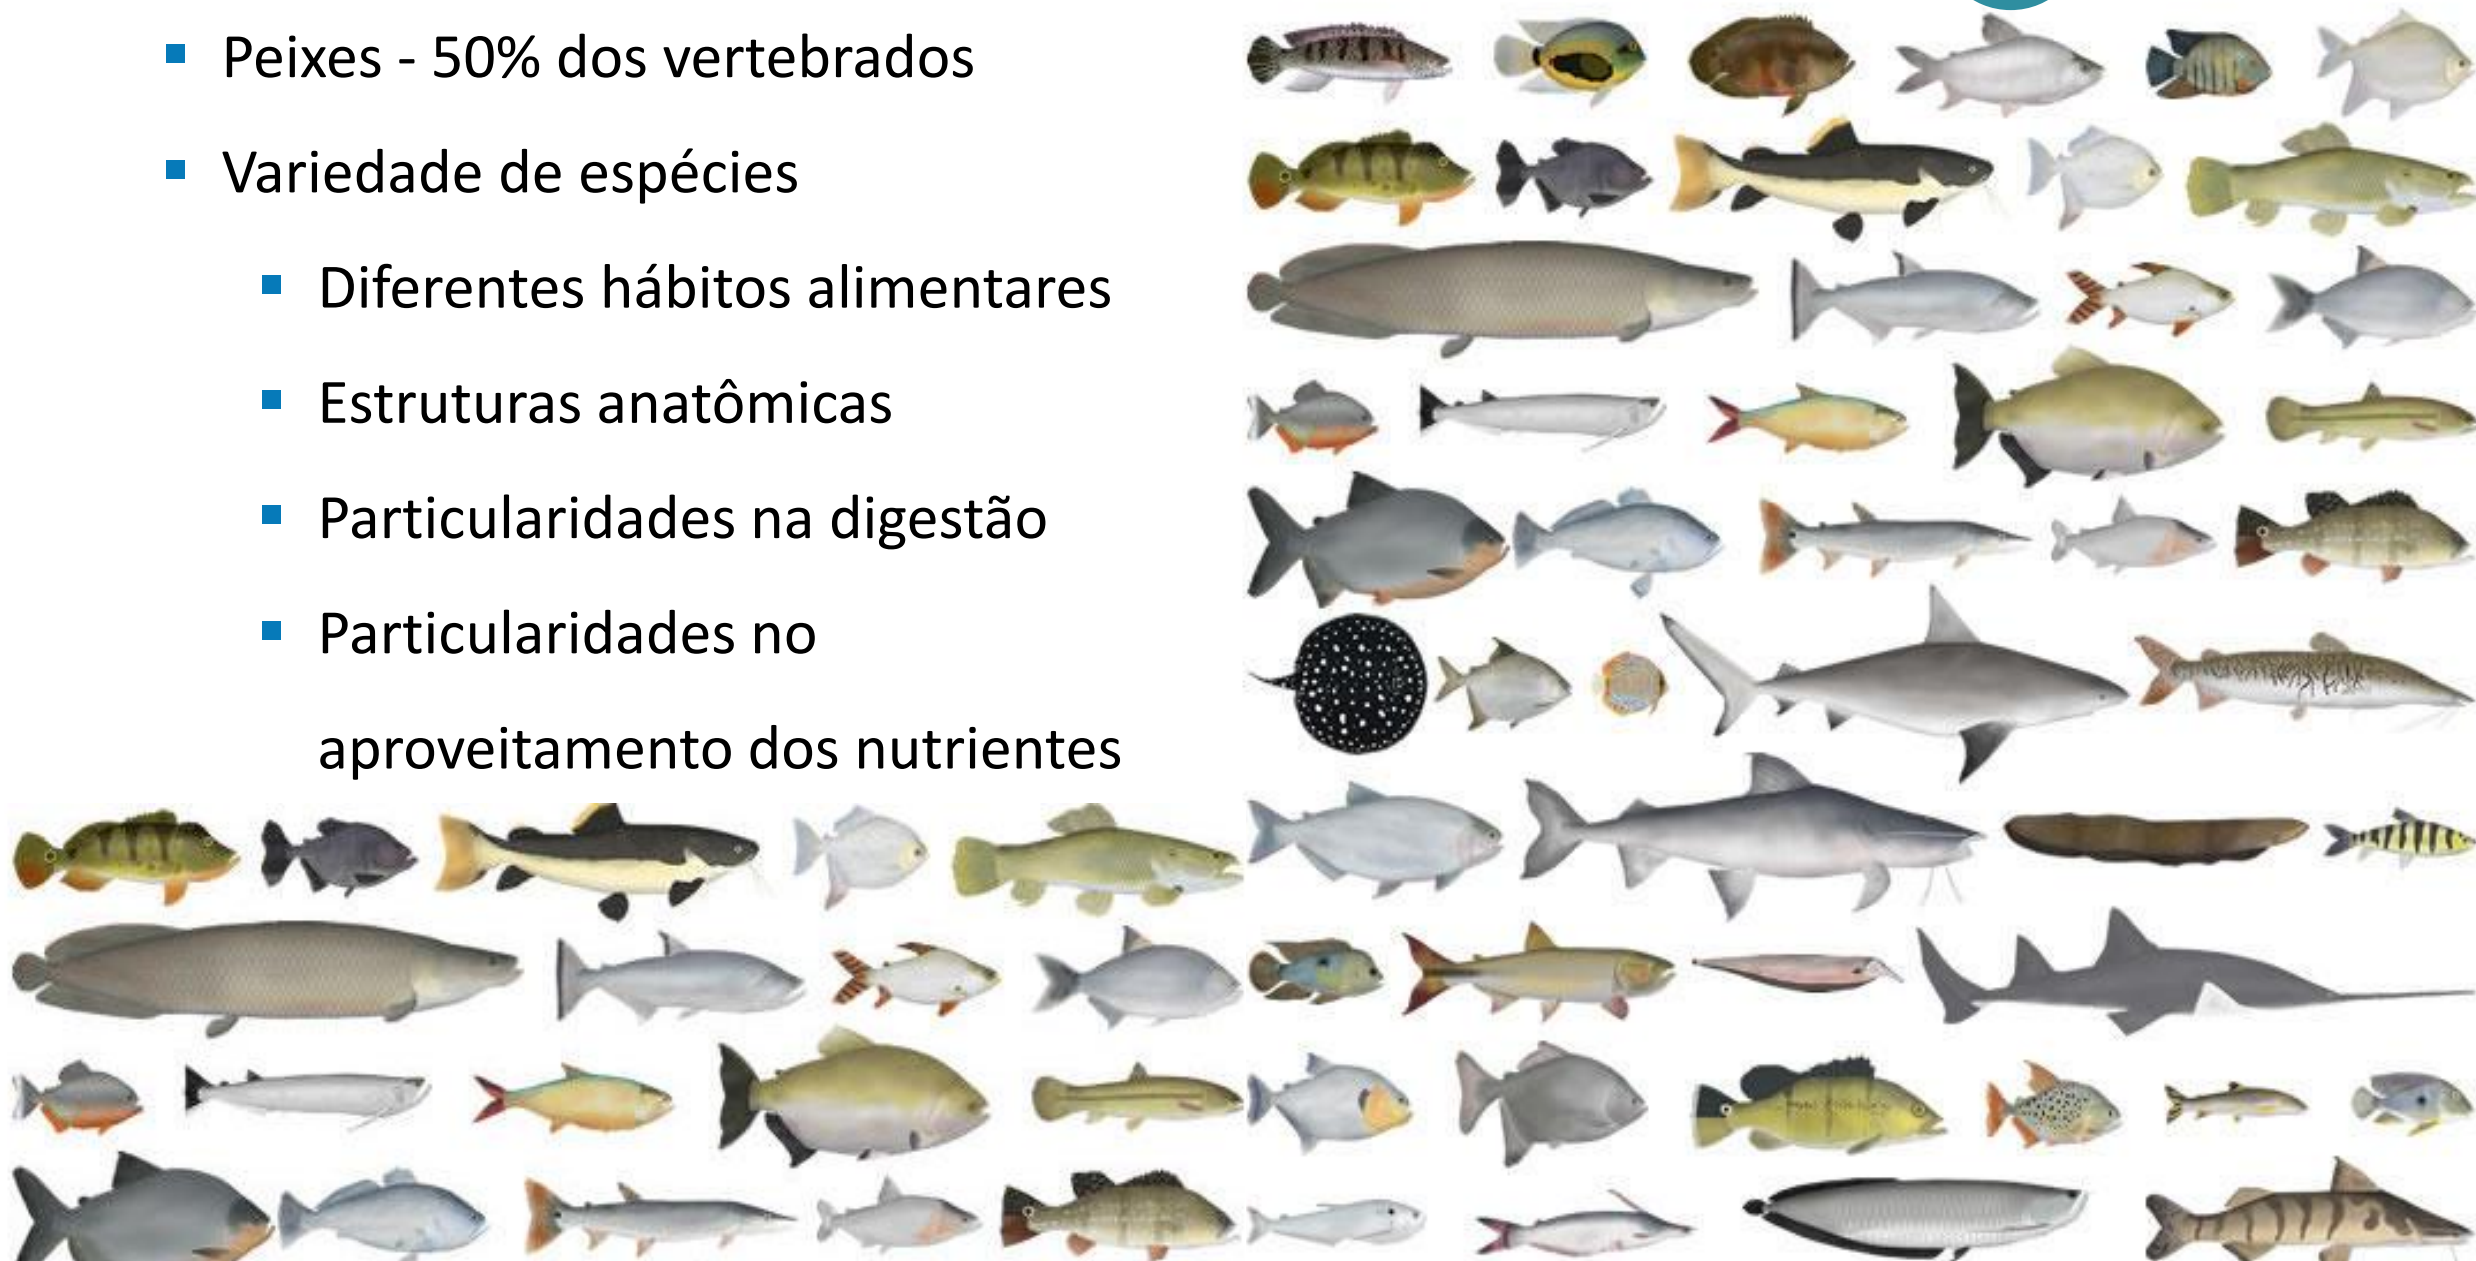 Peixes - 50% dos vertebrados
Variedade de espécies
Diferentes hábitos alimentares
Estruturas anatômicas
Particularidades na digestão
Particularidades no
aproveitamento dos nutrientes